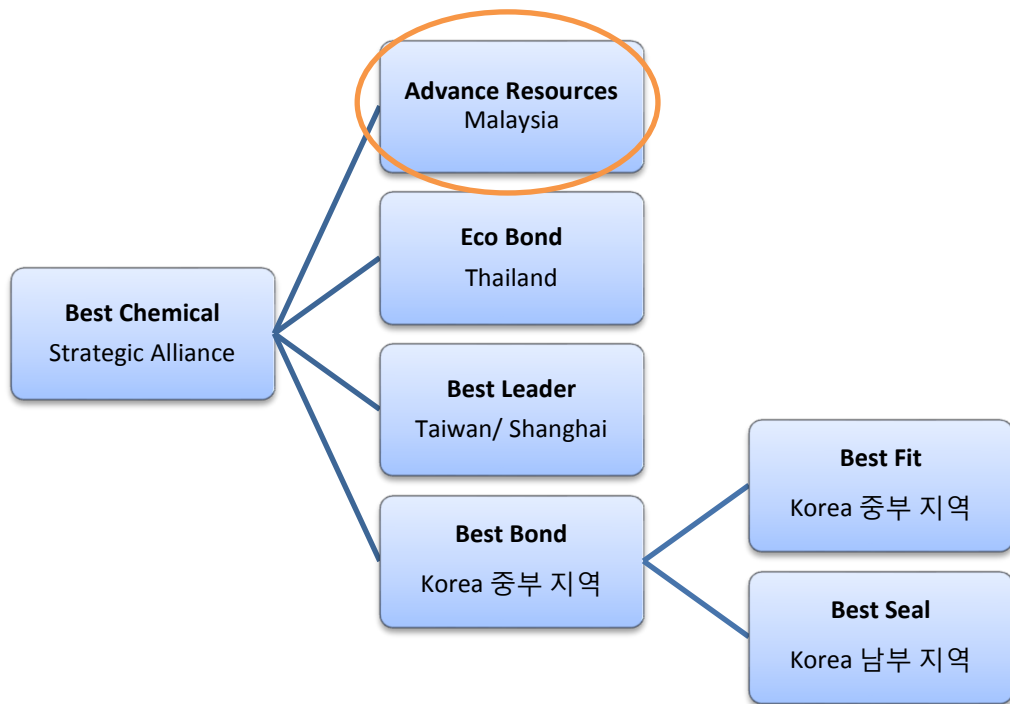 Advance Resources
Malaysia
Eco Bond
Thailand
Best Chemical
Strategic Alliance
Best Leader
Taiwan/ Shanghai
Best Bond
Korea 중부 지역
Best Fit
Korea 중부 지역
Best Seal
Korea 남부 지역